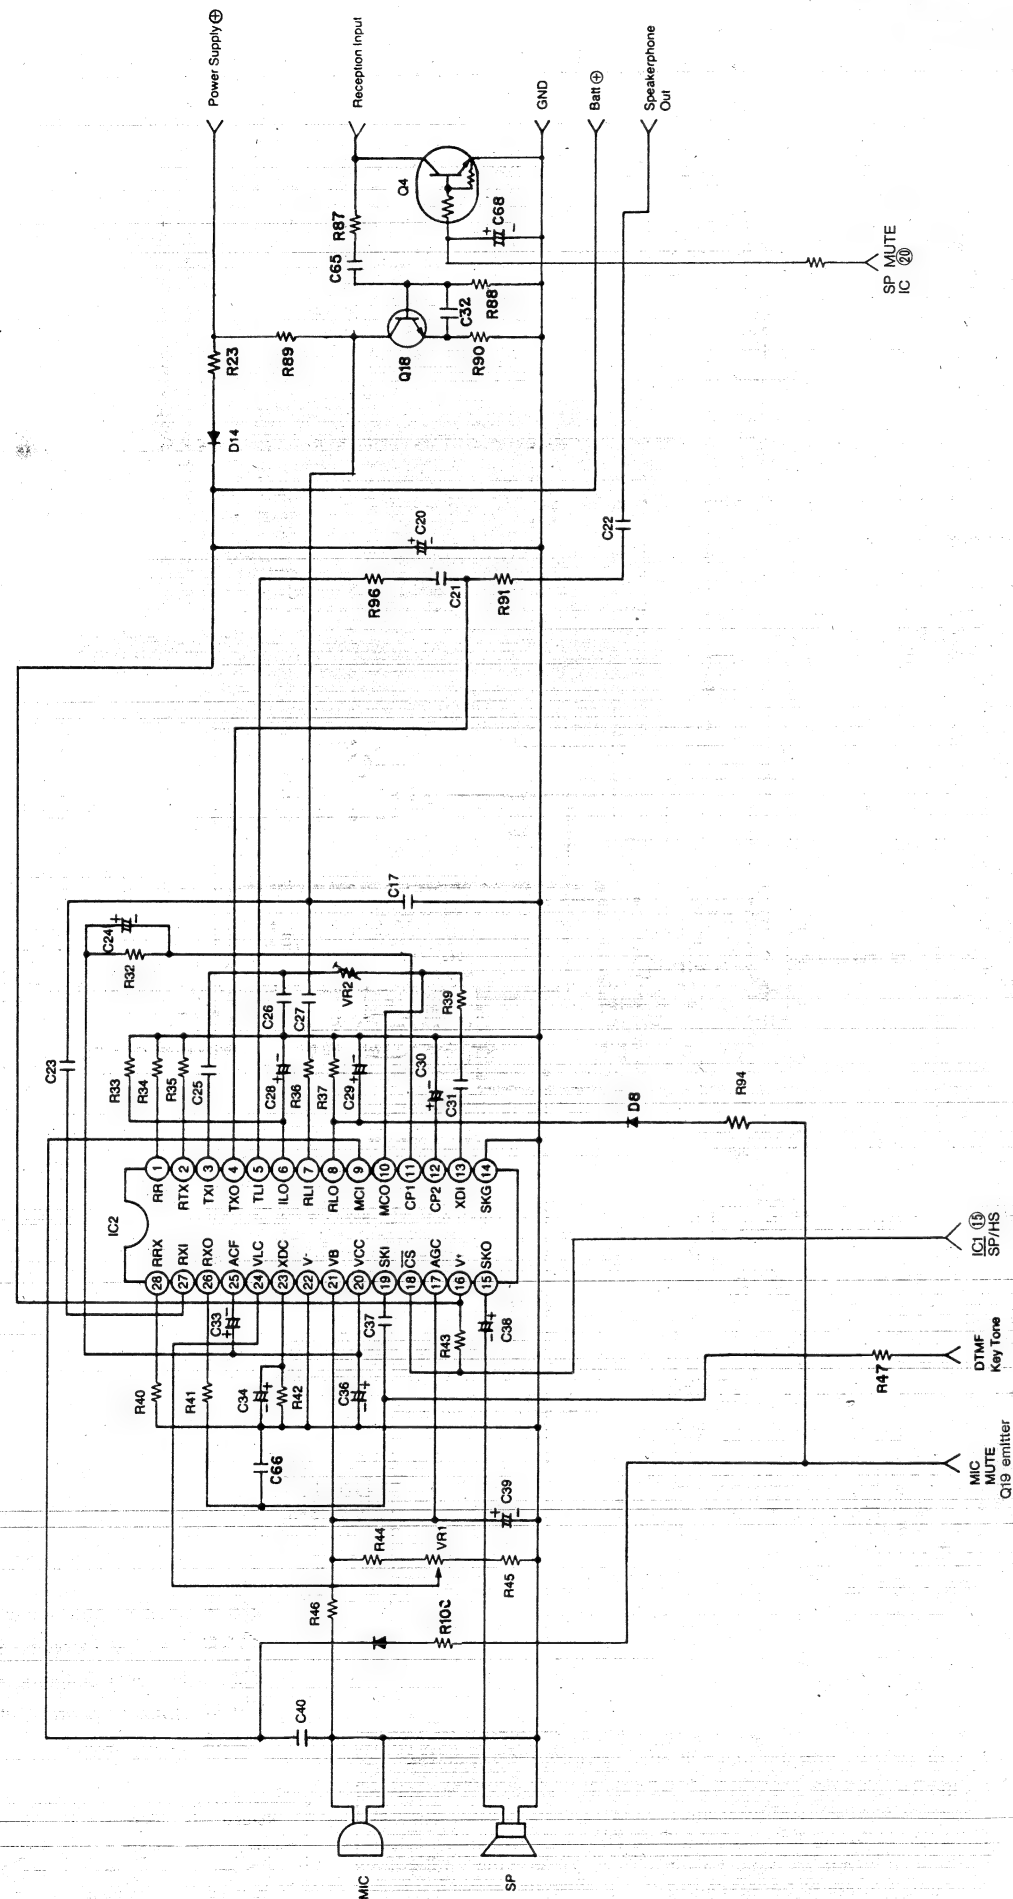 Power Supply ⊕
Reception Input
GND
Batt ⊕
Speakerphone
Out
Q4
R87
C68
+
-
C65
SP MUTE
IC ⑳
R23
R89
Q18
C32
R88
R90
D14
C20
+
-
C22
R96
C21
R91
C17
C24
+
-
R32
C23
C26
C27
VR2
R39
R33
R34
R35
C25
C28
+
-
R36
R37
C29
+
-
C30
+
-
C31
D8
R94
IC2
1
2
3
4
5
6
7
8
9
10
11
12
13
14
RR
RTX
TXI
TXO
TLI
ILO
RLI
RLO
MCI
MCO
CP1
CP2
XDI
SKG
RRX
RXI
RXO
ACF
VLC
XDC
V-
VB
VCC
SKI
CS
AGC
V+
SKO
28
27
26
25
24
23
22
21
20
19
18
17
16
15
IC1 ⑮
SP/HS
C33
+
-
C37
R43
C38
-
+
R40
R41
C34
-
+
R42
C36
-
+
R47
DTMF
Key Tone
C66
MIC
MUTE
Q19 emitter
C39
+
-
R44
VR1
R45
R46
R10C
C40
MIC
SP